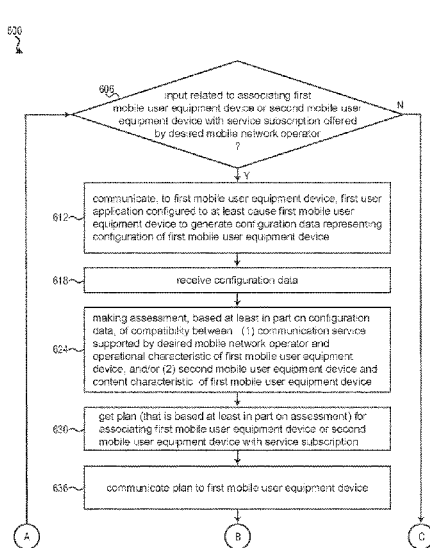 600
606
input related to associating first
mobile user equipment device or second mobile user
equipment device with service subscription offered
by desired mobile network operator
?
N
Y
612
communicate, to first mobile user equipment device, first user
application configured to at least cause first mobile user
equipment device to generate configuration data representing
configuration of first mobile user equipment device
618
receive configuration data
624
making assessment, based at least in part on configuration
data, of compatibility between (1) communication service
supported by desired mobile network operator and
operational characteristic of first mobile user equipment
device, and/or (2) second mobile user equipment device and
content characteristic of first mobile user equipment device
630
get plan (that is based at least in part on assessment) for
associating first mobile user equipment device or second
mobile user equipment device with service subscription
636
communicate plan to first mobile user equipment device
A
B
C